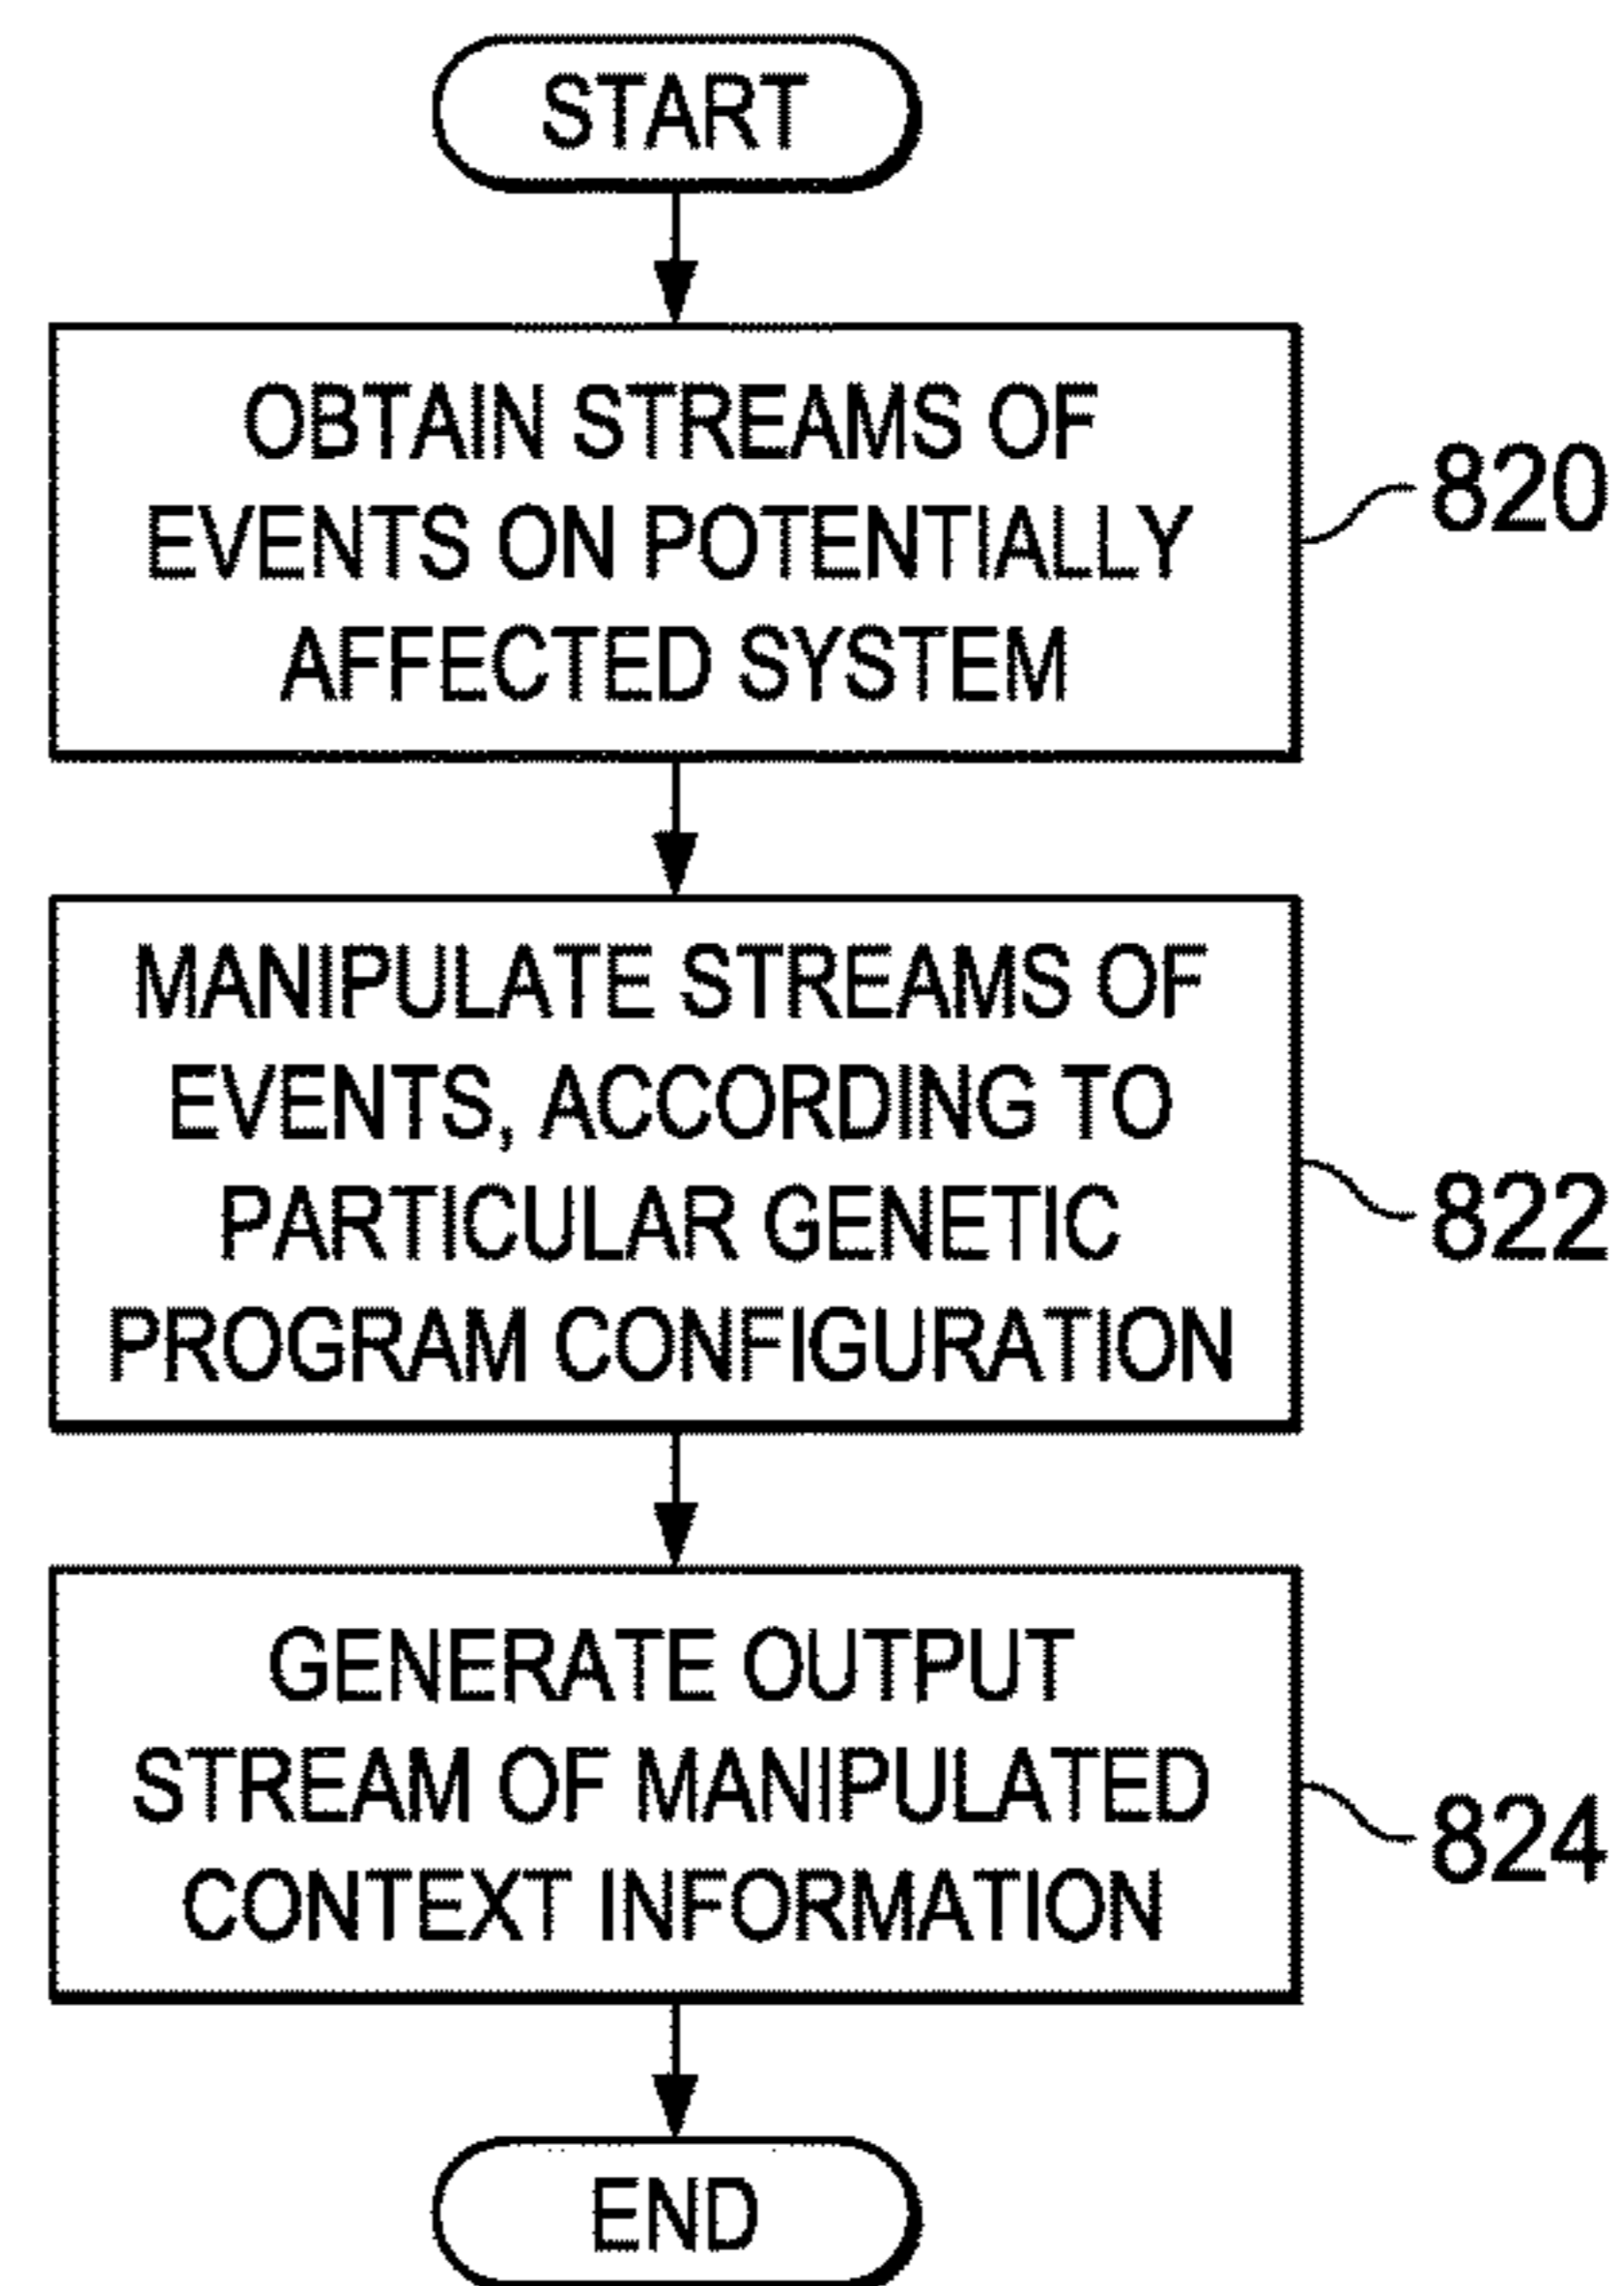 START
OBTAIN STREAMS OF
EVENTS ON POTENTIALLY
AFFECTED SYSTEM
820
MANIPULATE STREAMS OF
EVENTS, ACCORDING TO
PARTICULAR GENETIC
PROGRAM CONFIGURATION
822
GENERATE OUTPUT
STREAM OF MANIPULATED
CONTEXT INFORMATION
824
END